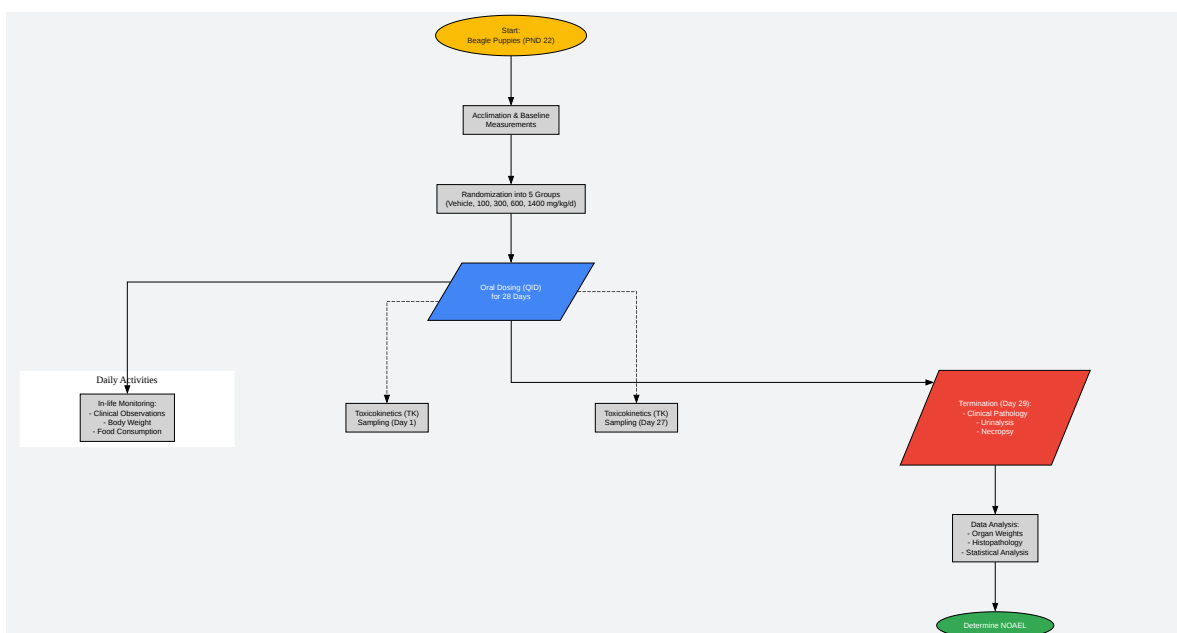 Start:
Beagle Puppies (PND 22)
Acclimation & Baseline
Measurements
Randomization into 5 Groups
(Vehicle, 100, 300, 600, 1400 mg/kg/d)
Oral Dosing (QID)
for 28 Days
Daily Activities
In-life Monitoring:
- Clinical Observations
- Body Weight
- Food Consumption
Toxicokinetics (TK)
Sampling (Day 1)
Toxicokinetics (TK)
Sampling (Day 27)
Termination (Day 29):
- Clinical Pathology
- Urinalysis
- Necropsy
Data Analysis:
- Organ Weights
- Histopathology
- Statistical Analysis
Determine NOAEL